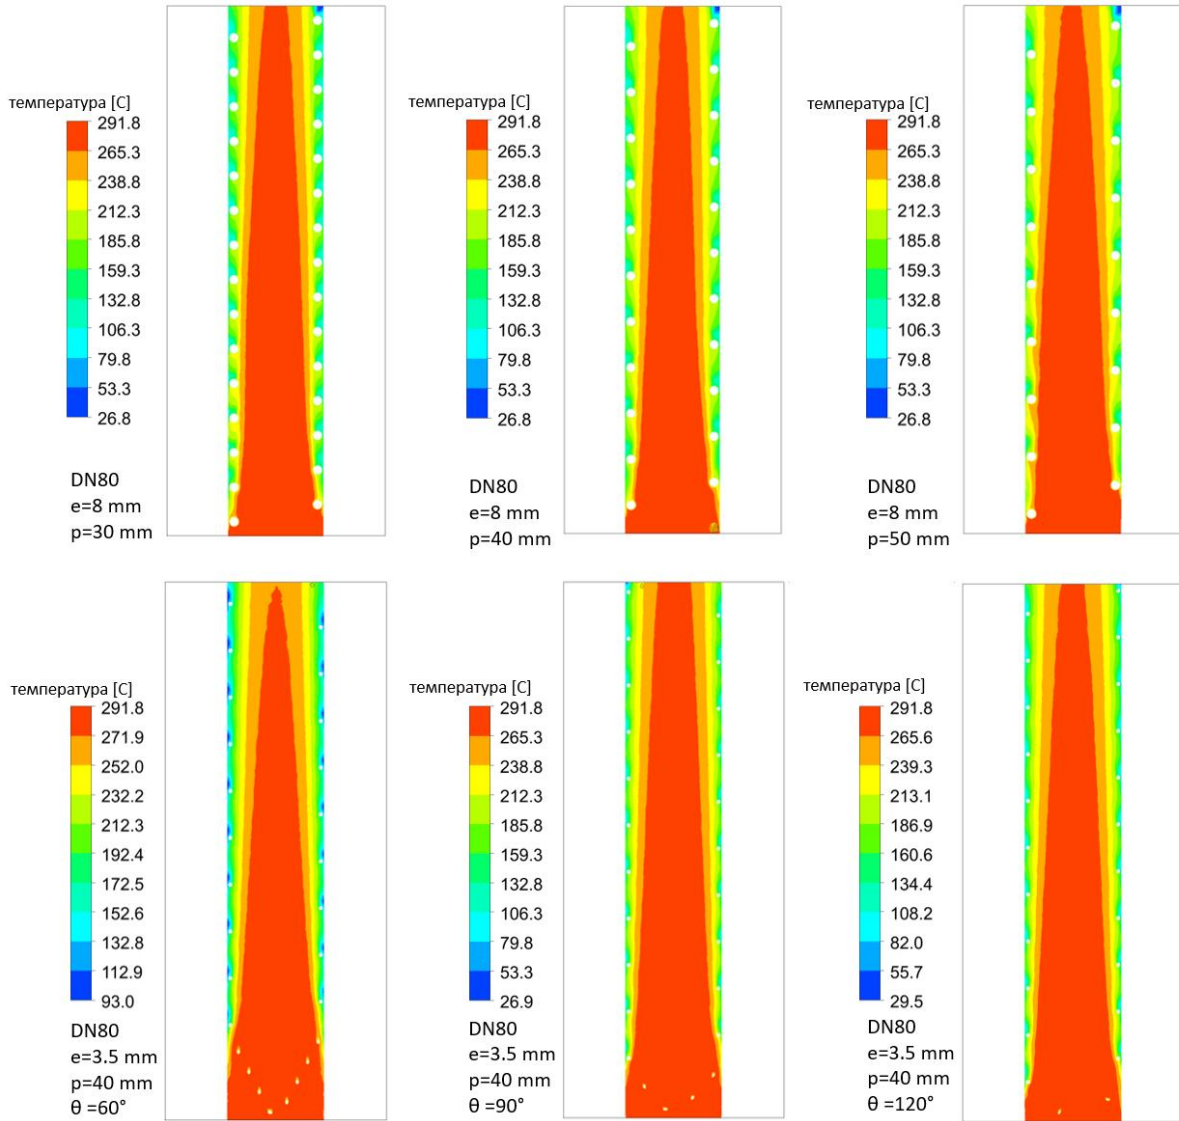 температура [C]
291.8
265.3
238.8
212.3
185.8
159.3
132.8
106.3
79.8
53.3
26.8
DN80
e=8 mm
p=30 mm
температура [C]
291.8
265.3
238.8
212.3
185.8
159.3
132.8
106.3
79.8
53.3
26.8
DN80
e=8 mm
p=40 mm
температура [C]
291.8
265.3
238.8
212.3
185.8
159.3
132.8
106.3
79.8
53.3
26.8
DN80
e=8 mm
p=50 mm
температура [C]
291.8
271.9
252.0
232.2
212.3
192.4
172.5
152.6
132.8
112.9
93.0
DN80
e=3.5 mm
p=40 mm
θ =60°
температура [C]
291.8
265.3
238.8
212.3
185.8
159.3
132.8
106.3
79.8
53.3
26.9
DN80
e=3.5 mm
p=40 mm
θ =90°
температура [C]
291.8
265.6
239.3
213.1
186.9
160.6
134.4
108.2
82.0
55.7
29.5
DN80
e=3.5 mm
p=40 mm
θ =120°